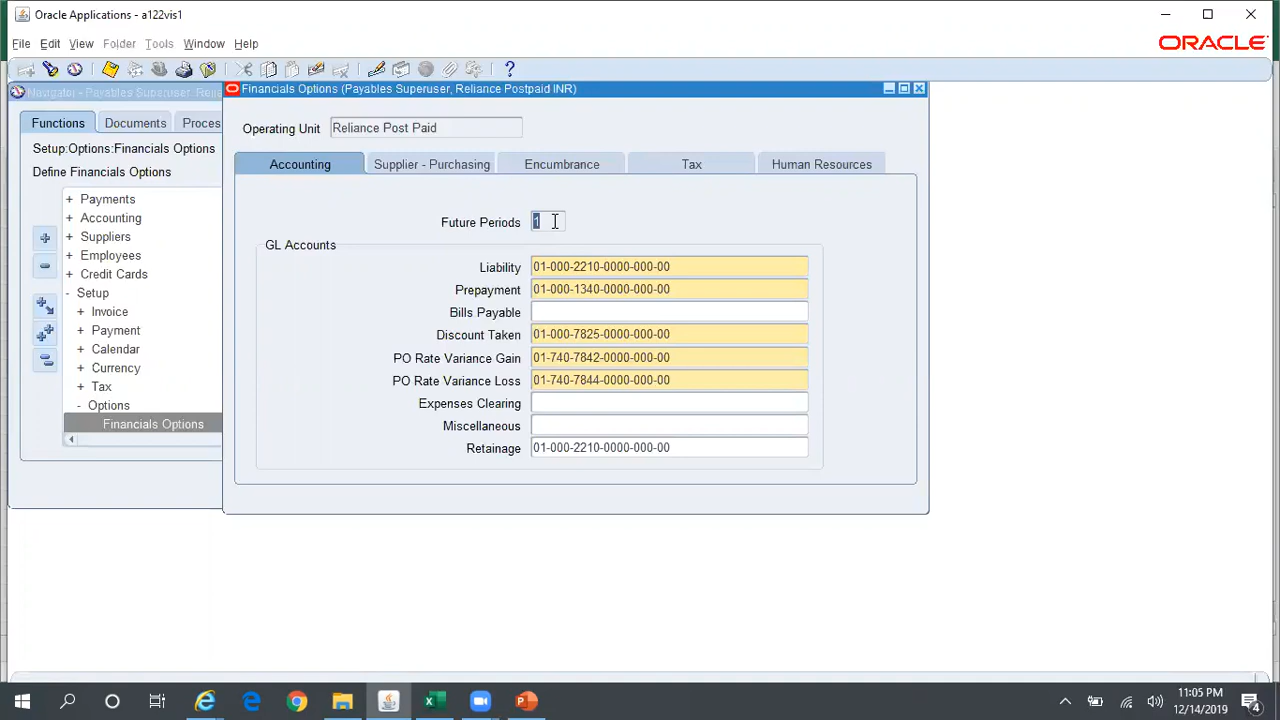 Oracle Applications - a122vis1
File Edit View Folder Tools Window Help
ORACLE
Navigator - Payables Superuser, Relia
Financials Options (Payables Superuser, Reliance Postpaid INR)
Functions Documents Proces
Operating Unit Reliance Post Paid
Setup:Options:Financials Options
Define Financials Options
Accounting Supplier - Purchasing Encumbrance Tax Human Resources
+ Payments
+ Accounting
+ Suppliers
+ Employees
+ Credit Cards
- Setup
+ Invoice
+ Payment
+ Calendar
+ Currency
+ Tax
- Options
Financials Options
Future Periods 1
GL Accounts
Liability 01-000-2210-0000-000-00
Prepayment 01-000-1340-0000-000-00
Bills Payable
Discount Taken 01-000-7825-0000-000-00
PO Rate Variance Gain 01-740-7842-0000-000-00
PO Rate Variance Loss 01-740-7844-0000-000-00
Expenses Clearing
Miscellaneous
Retainage 01-000-2210-0000-000-00
11:05 PM
12/14/2019
4